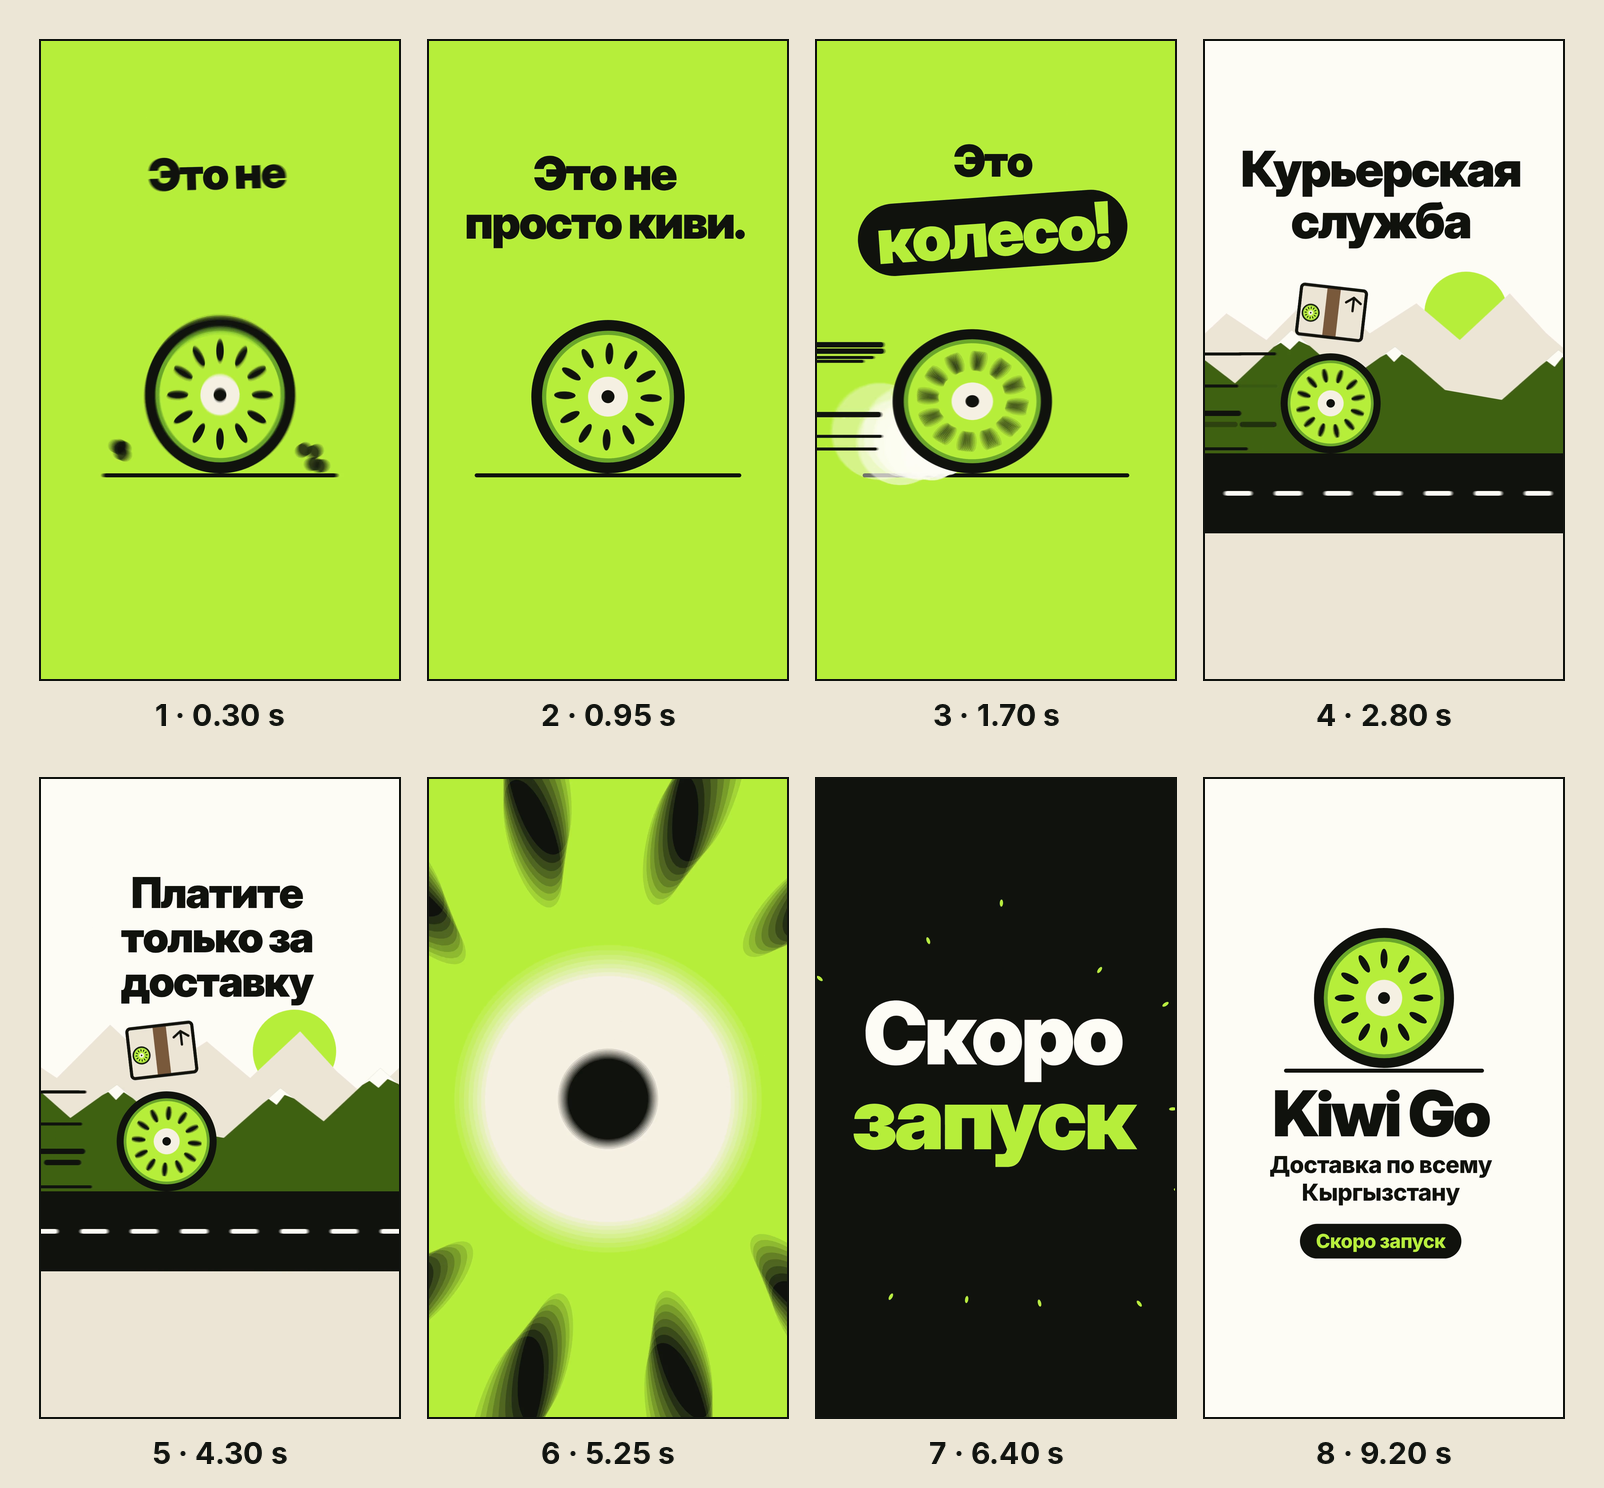 Это не
1 · 0.30 s
Это не
просто киви.
2 · 0.95 s
Это
колесо!
3 · 1.70 s
Курьерская
служба
4 · 2.80 s
Платите
только за
доставку
5 · 4.30 s
6 · 5.25 s
Скоро
запуск
7 · 6.40 s
Kiwi Go
Доставка по всему
Кыргызстану
Скоро запуск
8 · 9.20 s